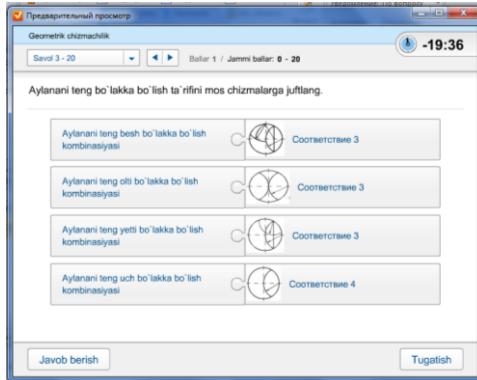 Предварительный просмотр
Geometrik chizmachilik
-19:36
Savol 3 - 20
Ballar 1 / Jammi ballar: 0 - 20
Aylanani teng bo`lakka bo`lish ta`rifini mos chizmalarga juftlang.
Aylanani teng besh bo`lakka bo`lish
kombinasiyasi
Соответствие 3
Aylanani teng olti bo`lakka bo`lish
kombinasiyasi
Соответствие 3
Aylanani teng yetti bo`lakka bo`lish
kombinasiyasi
Соответствие 3
Aylanani teng uch bo`lakka bo`lish
kombinasiyasi
Соответствие 4
Javob berish
Tugatish